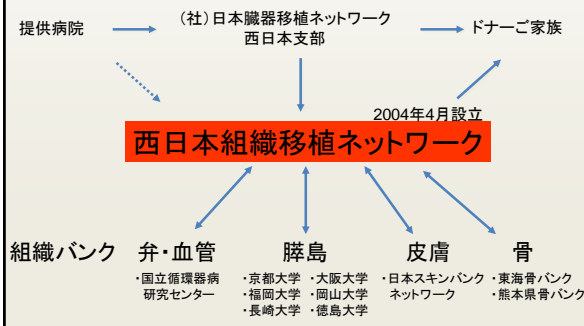 提供病院
(社)日本臓器移植ネットワーク
西日本支部
ドナーご家族
2004年4月設立
西日本組織移植ネットワーク
組織バンク 弁・血管 膵島 皮膚 骨
・国立循環器病
研究センター
・京都大学 ・大阪大学
・福岡大学 ・岡山大学
・長崎大学 ・徳島大学
・日本スキンバンク
ネットワーク
・東海骨バンク
・熊本県骨バンク